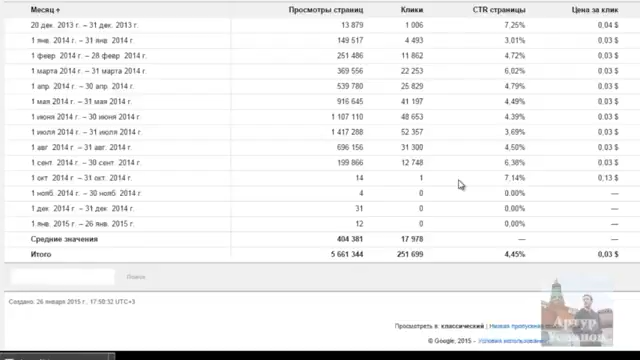 Месяц Просмотры страниц Клики CTR страницы Цена за клик
20 дек. 2013 г. – 31 дек. 2013 г. 13 879 1 006 7,25% 0,04 $
1 янв. 2014 г. – 31 янв. 2014 г. 149 517 4 493 3,01% 0,03 $
1 февр 2014 г. – 28 февр. 2014 г. 251 486 11 862 4,72% 0,03 $
1 марта 2014 г. – 31 марта 2014 г. 369 556 22 253 6,02% 0,03 $
1 апр. 2014 г. – 30 апр. 2014 г. 539 780 25 829 4,79% 0,03 $
1 мая 2014 г. – 31 мая 2014 г. 916 645 41 197 4,49% 0,03 $
1 июня 2014 г. – 30 июня 2014 г. 1 107 110 48 653 4,39% 0,03 $
1 июля 2014 г. – 31 июля 2014 г. 1 417 288 52 357 3,69% 0,03 $
1 авг 2014 г. – 31 авг. 2014 г. 696 156 31 300 4,50% 0,03 $
1 сент. 2014 г. – 30 сент. 2014 г. 199 866 12 748 6,38% 0,03 $
1 окт 2014 г. – 31 окт. 2014 г. 14 1 7,14% 0,13 $
1 нояб. 2014 г. – 30 нояб. 2014 г. 4 0 0,00% —
1 дек. 2014 г. – 31 дек. 2014 г. 31 0 0,00% —
1 янв. 2015 г. – 26 янв. 2015 г. 12 0 0,00% —
Средние значения 404 381 17 978 — —
Итого 5 661 344 251 699 4,45% 0,03 $
Поиск
Создано: 26 января 2015 г., 17:50:32 UTC+3
Просмотреть в: классический | Низкая пропускная
© Google, 2015 – Условия использования
Артур
Усманов